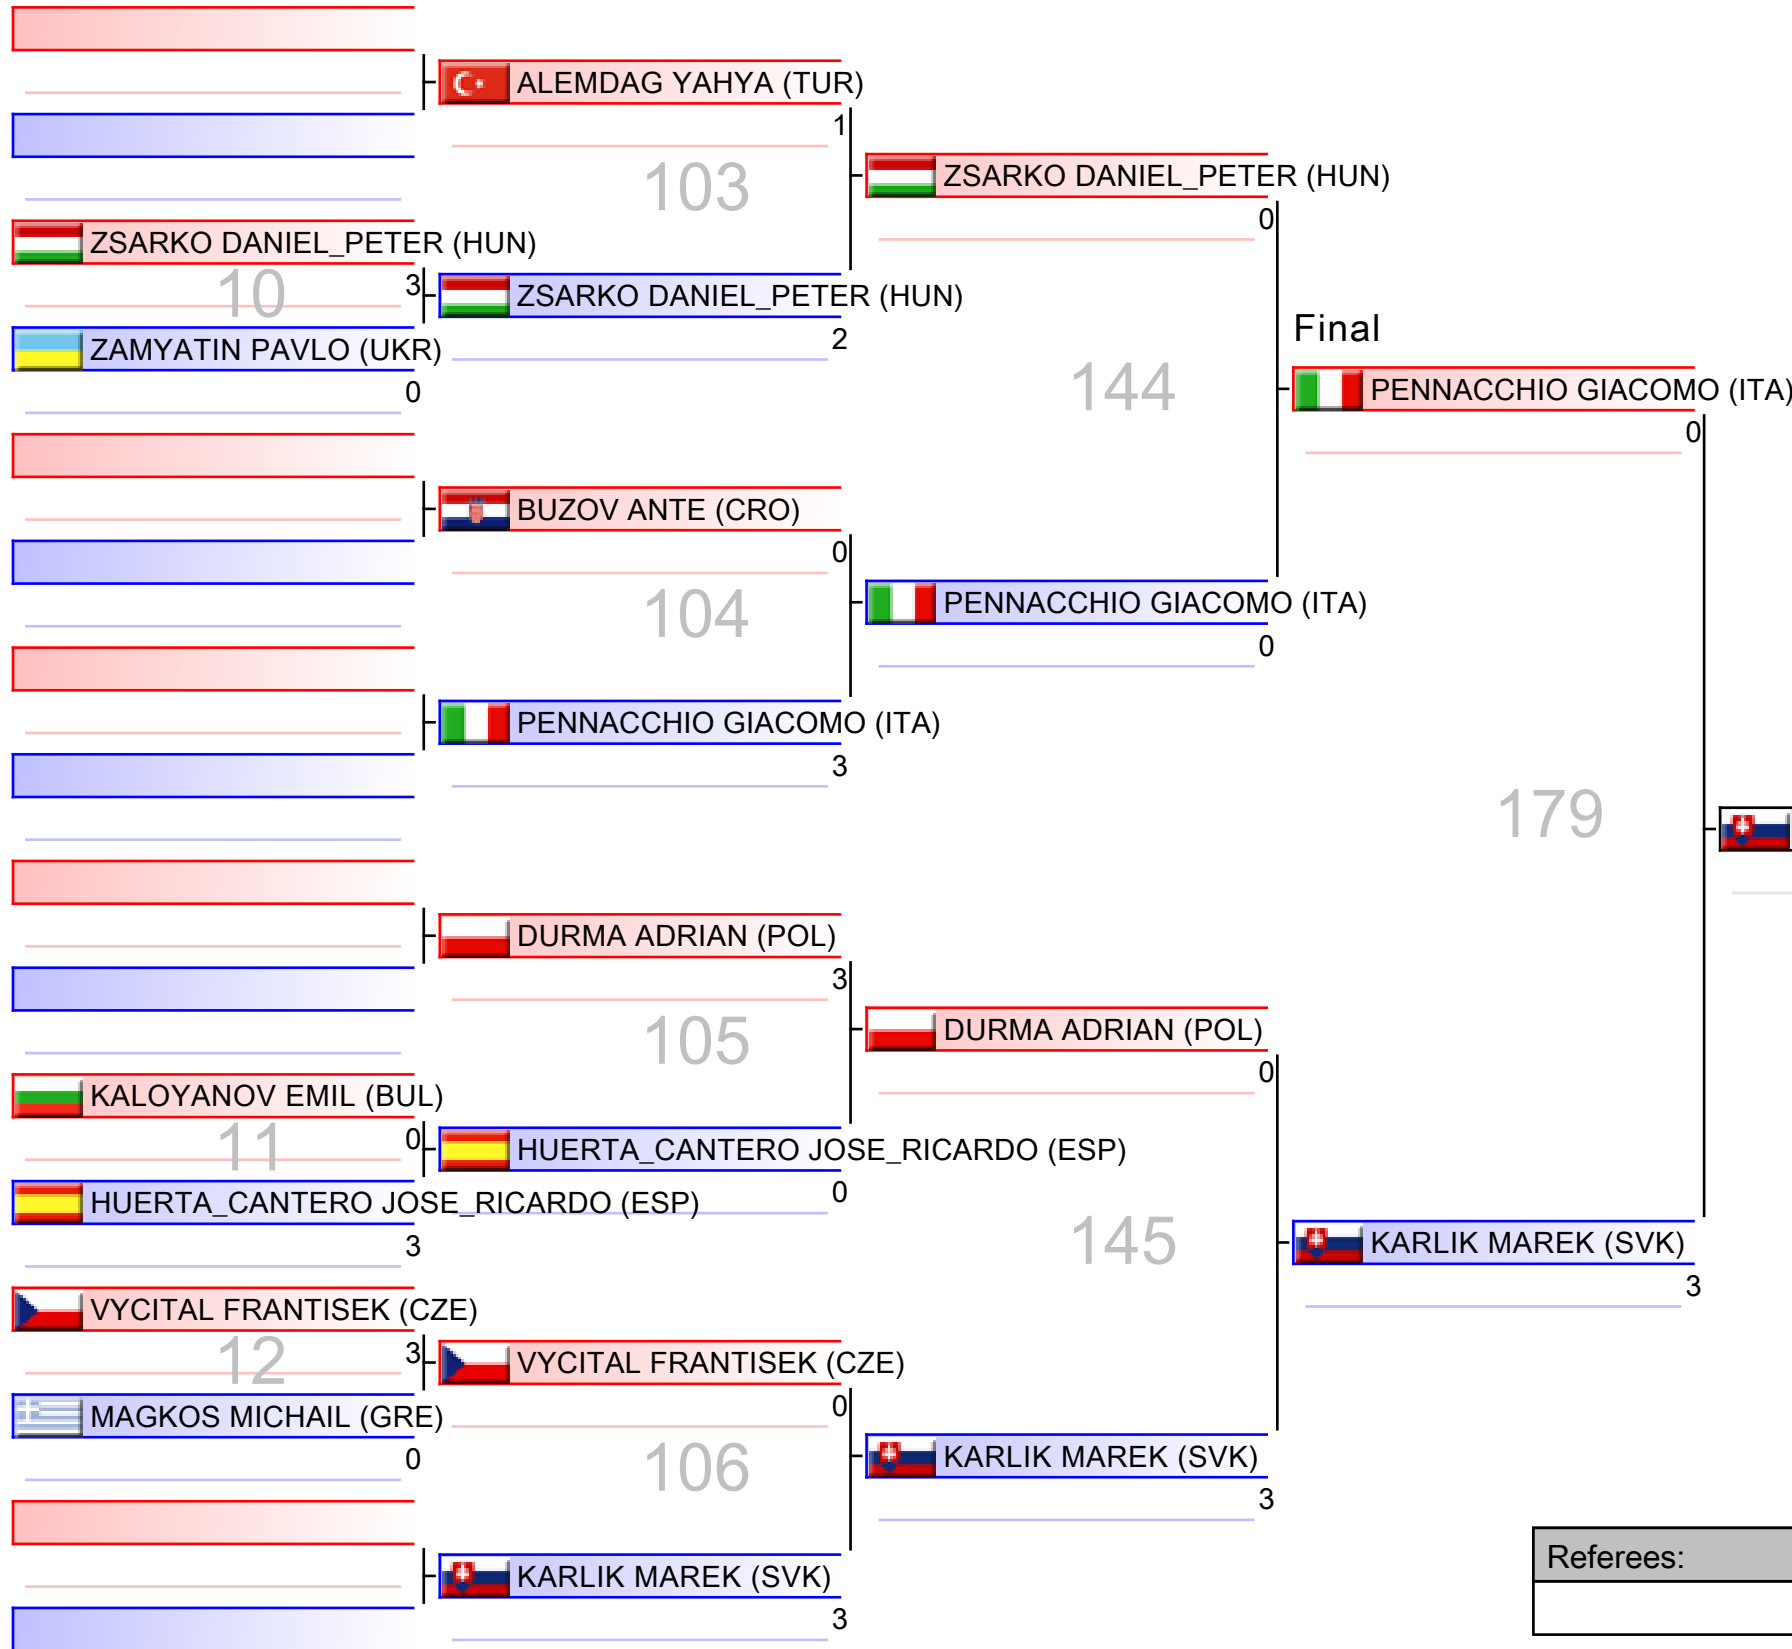 ALEMDAG YAHYA (TUR)
1
103
ZSARKO DANIEL_PETER (HUN)
0
ZSARKO DANIEL_PETER (HUN)
3
10
ZSARKO DANIEL_PETER (HUN)
2
ZAMYATIN PAVLO (UKR)
0
144
Final
PENNACCHIO GIACOMO (ITA)
0
BUZOV ANTE (CRO)
0
104
PENNACCHIO GIACOMO (ITA)
0
PENNACCHIO GIACOMO (ITA)
3
179
DURMA ADRIAN (POL)
3
105
DURMA ADRIAN (POL)
0
KALOYANOV EMIL (BUL)
0
11
HUERTA_CANTERO JOSE_RICARDO (ESP)
0
HUERTA_CANTERO JOSE_RICARDO (ESP)
3
145
KARLIK MAREK (SVK)
3
VYCITAL FRANTISEK (CZE)
3
12
VYCITAL FRANTISEK (CZE)
0
MAGKOS MICHAIL (GRE)
0
106
KARLIK MAREK (SVK)
3
KARLIK MAREK (SVK)
3
Referees: